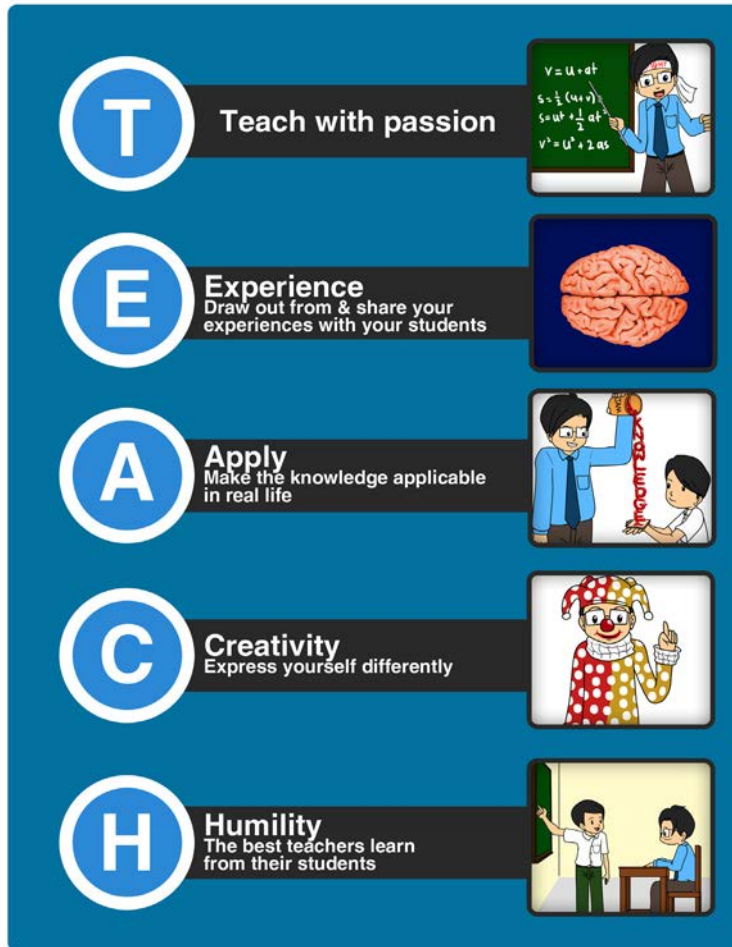 T
Teach with passion
V = u + at
S = ½ (u+v)
S = ut + ½ at²
V² = u² + 2as
E
Experience
Draw out from & share your
experiences with your students
A
Apply
Make the knowledge applicable
in real life
KNOWLEDGE
C
Creativity
Express yourself differently
H
Humility
The best teachers learn
from their students